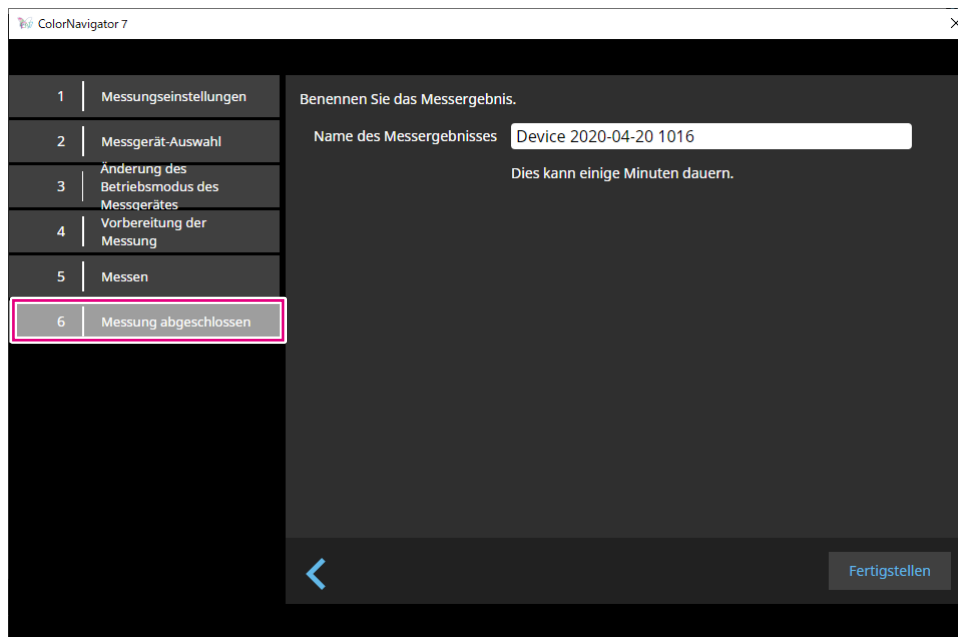 ColorNavigator 7
1 Messungseinstellungen
2 Messgerät-Auswahl
3 Änderung des
Betriebsmodus des
Messgerätes
4 Vorbereitung der
Messung
5 Messen
6 Messung abgeschlossen
Benennen Sie das Messergebnis.
Name des Messergebnisses Device 2020-04-20 1016
Dies kann einige Minuten dauern.
Fertigstellen